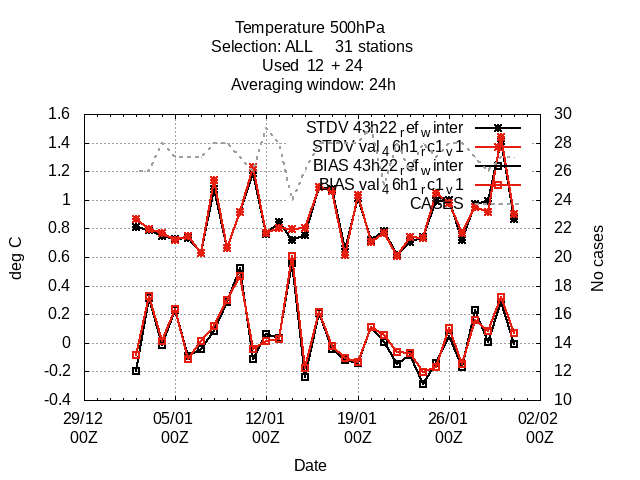 Temperature 500hPa
Selection: ALL 31 stations
Used 12 + 24
Averaging window: 24h
1.6
1.4
1.2
1
0.8
0.6
0.4
0.2
0
-0.2
-0.4
deg C
30
28
26
24
22
20
18
16
14
12
10
No cases
STDV 43h22_ref_winter
STDV val_46h1_rc1_v1
BIAS 43h22_ref_winter
BIAS val_46h1_rc1_v1
CASES
29/12 05/01 12/01 19/01 26/01 02/02
00Z 00Z 00Z 00Z 00Z 00Z
Date